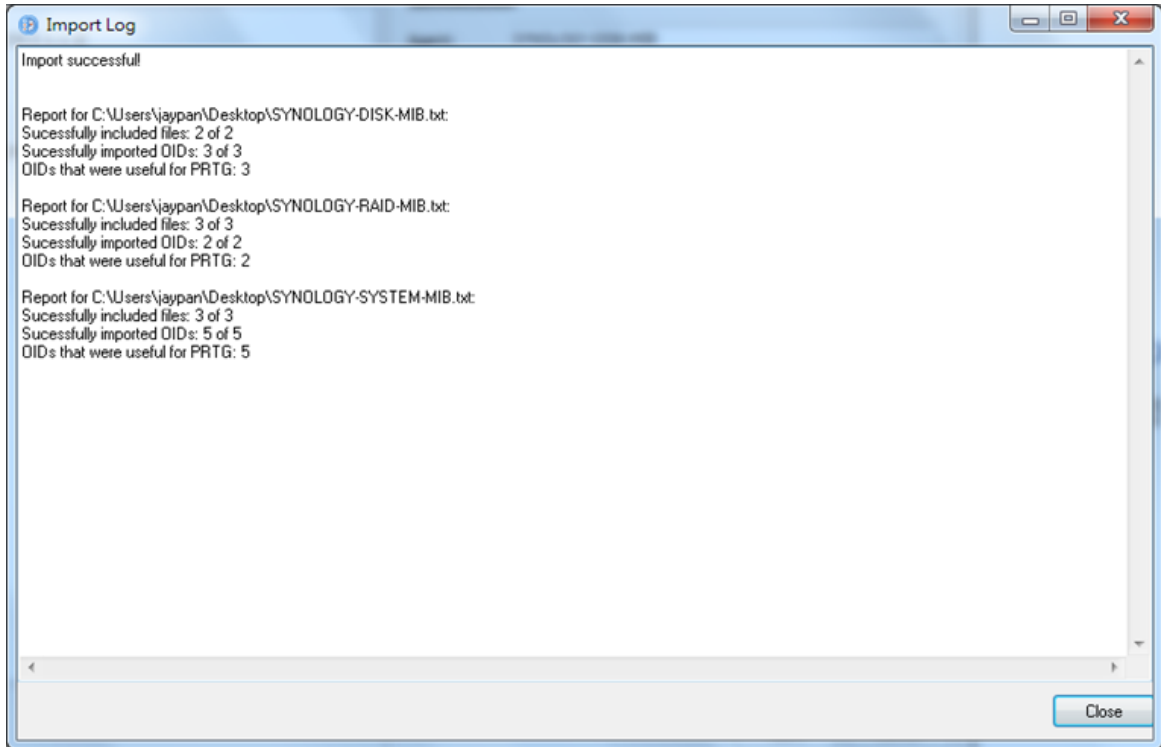 Import Log
Import successful!
Report for C:\Users\jaypan\Desktop\SYNOLOGY-DISK-MIB.txt:
Sucessfully included files: 2 of 2
Sucessfully imported OIDs: 3 of 3
OIDs that were useful for PRTG: 3
Report for C:\Users\jaypan\Desktop\SYNOLOGY-RAID-MIB.txt:
Sucessfully included files: 3 of 3
Sucessfully imported OIDs: 2 of 2
OIDs that were useful for PRTG: 2
Report for C:\Users\jaypan\Desktop\SYNOLOGY-SYSTEM-MIB.txt:
Sucessfully included files: 3 of 3
Sucessfully imported OIDs: 5 of 5
OIDs that were useful for PRTG: 5
Close